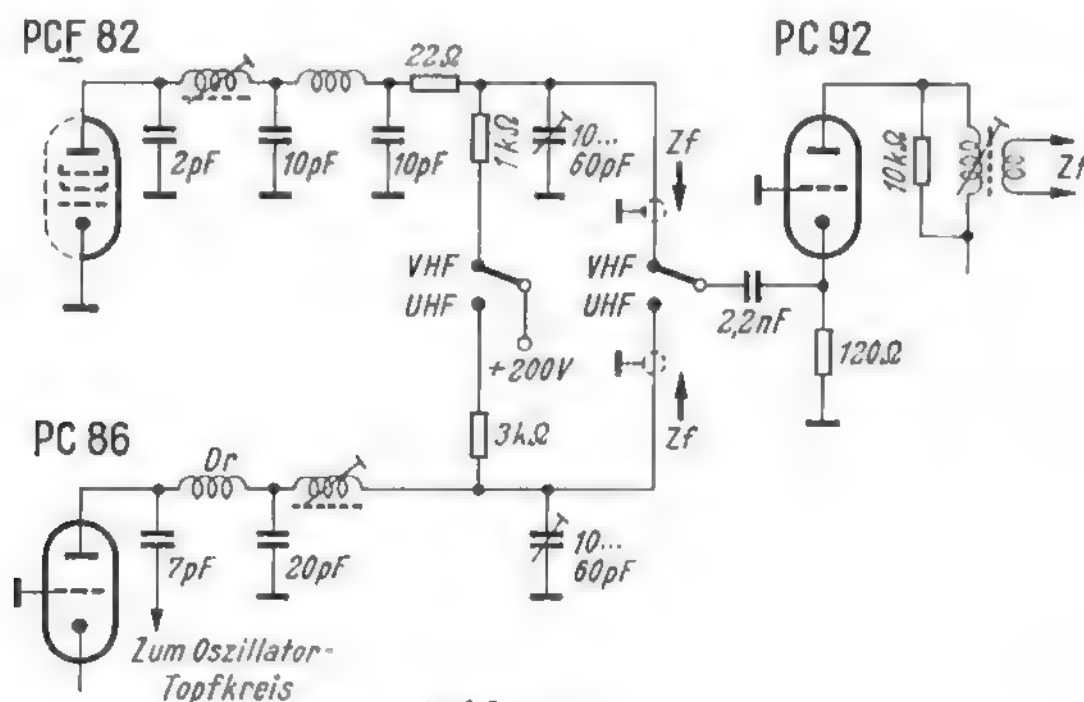 PCF 82
22Ω
PC 92
2pF
10pF
10pF
1kΩ
10...
60pF
Zf
10kΩ
Zf
VHF
UHF
VHF
UHF
2,2nF
120Ω
+200V
Zf
3kΩ
PC 86
Dr
7pF
20pF
10...
60pF
Zum Oszillator-
Topfkreis